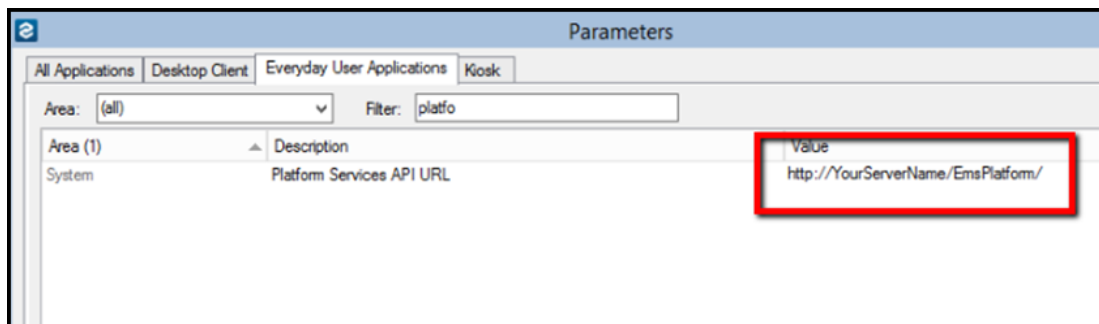 Parameters
All Applications Desktop Client Everyday User Applications Kiosk
Area: (all) Filter: platfo
Area (1) Description Value
System Platform Services API URL http://YourServerName/EmsPlatform/